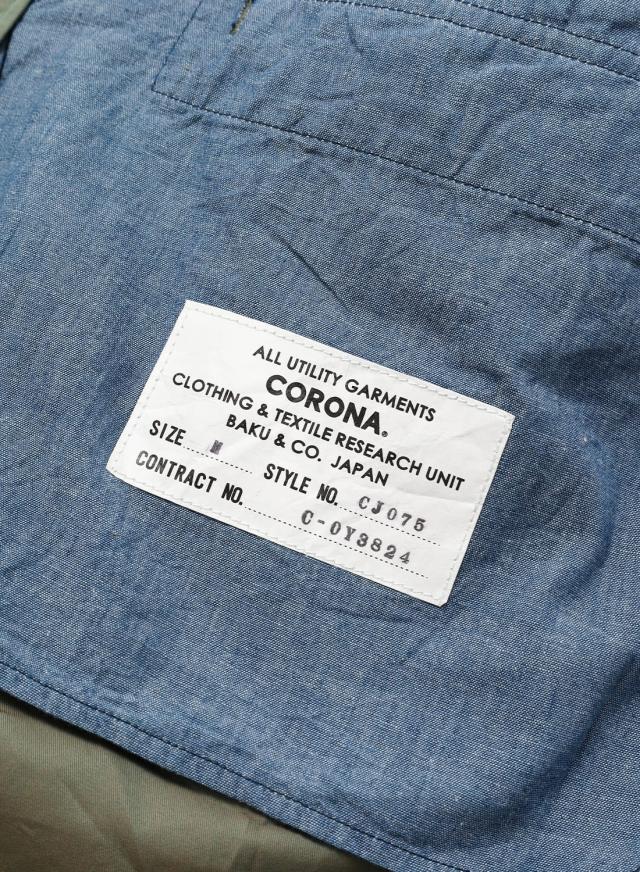 ALL UTILITY GARMENTS
CORONA®
CLOTHING & TEXTILE RESEARCH UNIT
BAKU & CO. JAPAN
SIZE M STYLE NO. CJ075
CONTRACT NO. C-0Y3824